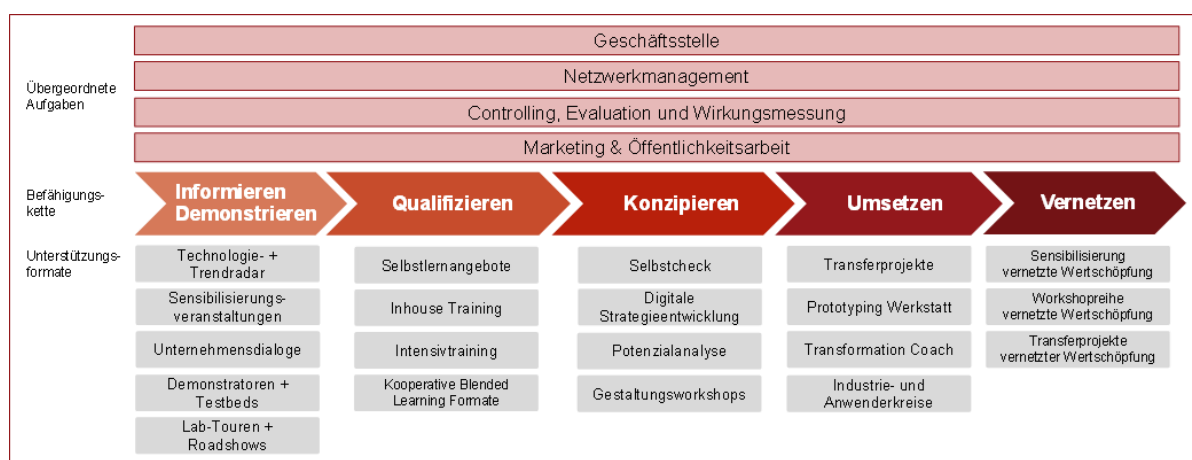 Geschäftsstelle
Netzwerkmanagement
Controlling, Evaluation und Wirkungsmessung
Marketing & Öffentlichkeitsarbeit
Übergeordnete
Aufgaben
Befähigungs-
kette
Informieren
Demonstrieren
Qualifizieren
Konzipieren
Umsetzen
Vernetzen
Unterstützungs-
formate
Technologie- +
Trendradar
Sensibilisierungs-
veranstaltungen
Unternehmensdialoge
Demonstratoren +
Testbeds
Lab-Touren +
Roadshows
Selbstlernangebote
Inhouse Training
Intensivtraining
Kooperative Blended
Learning Formate
Selbstcheck
Digitale
Strategieentwicklung
Potenzialanalyse
Gestaltungsworkshops
Transferprojekte
Prototyping Werkstatt
Transformation Coach
Industrie- und
Anwenderkreise
Sensibilisierung
vernetzte Wertschöpfung
Workshopreihe
vernetzte Wertschöpfung
Transferprojekte
vernetzter Wertschöpfung